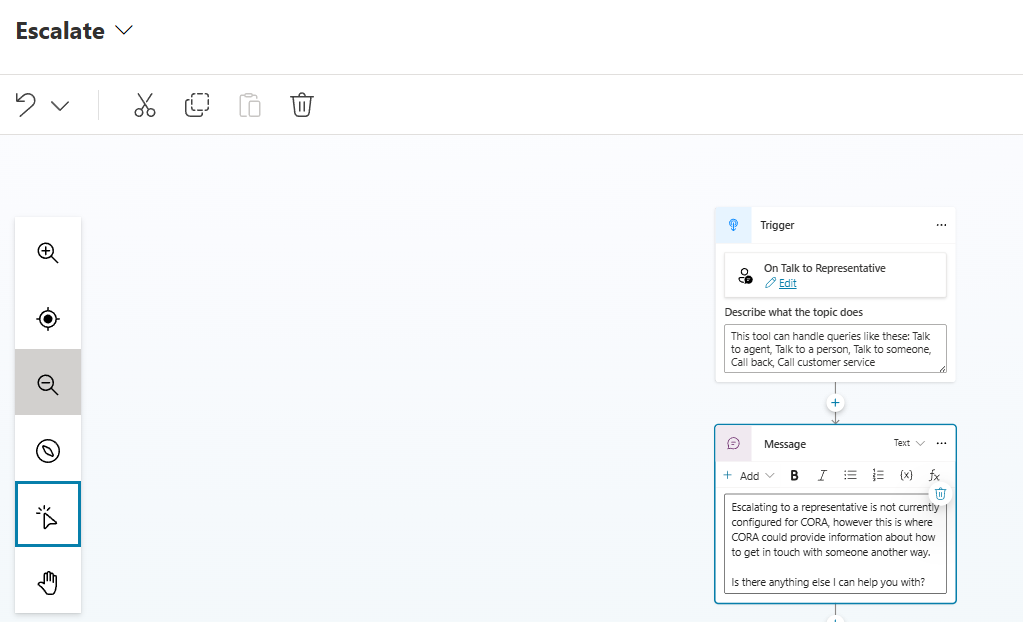 Escalate
Trigger
On Talk to Representative
Edit
Describe what the topic does
This tool can handle queries like these: Talk
to agent, Talk to a person, Talk to someone,
Call back, Call customer service
Message
Text
Add
B
I
{x}
fx
Escalating to a representative is not currently
configured for CORA, however this is where
CORA could provide information about how
to get in touch with someone another way.
Is there anything else I can help you with?